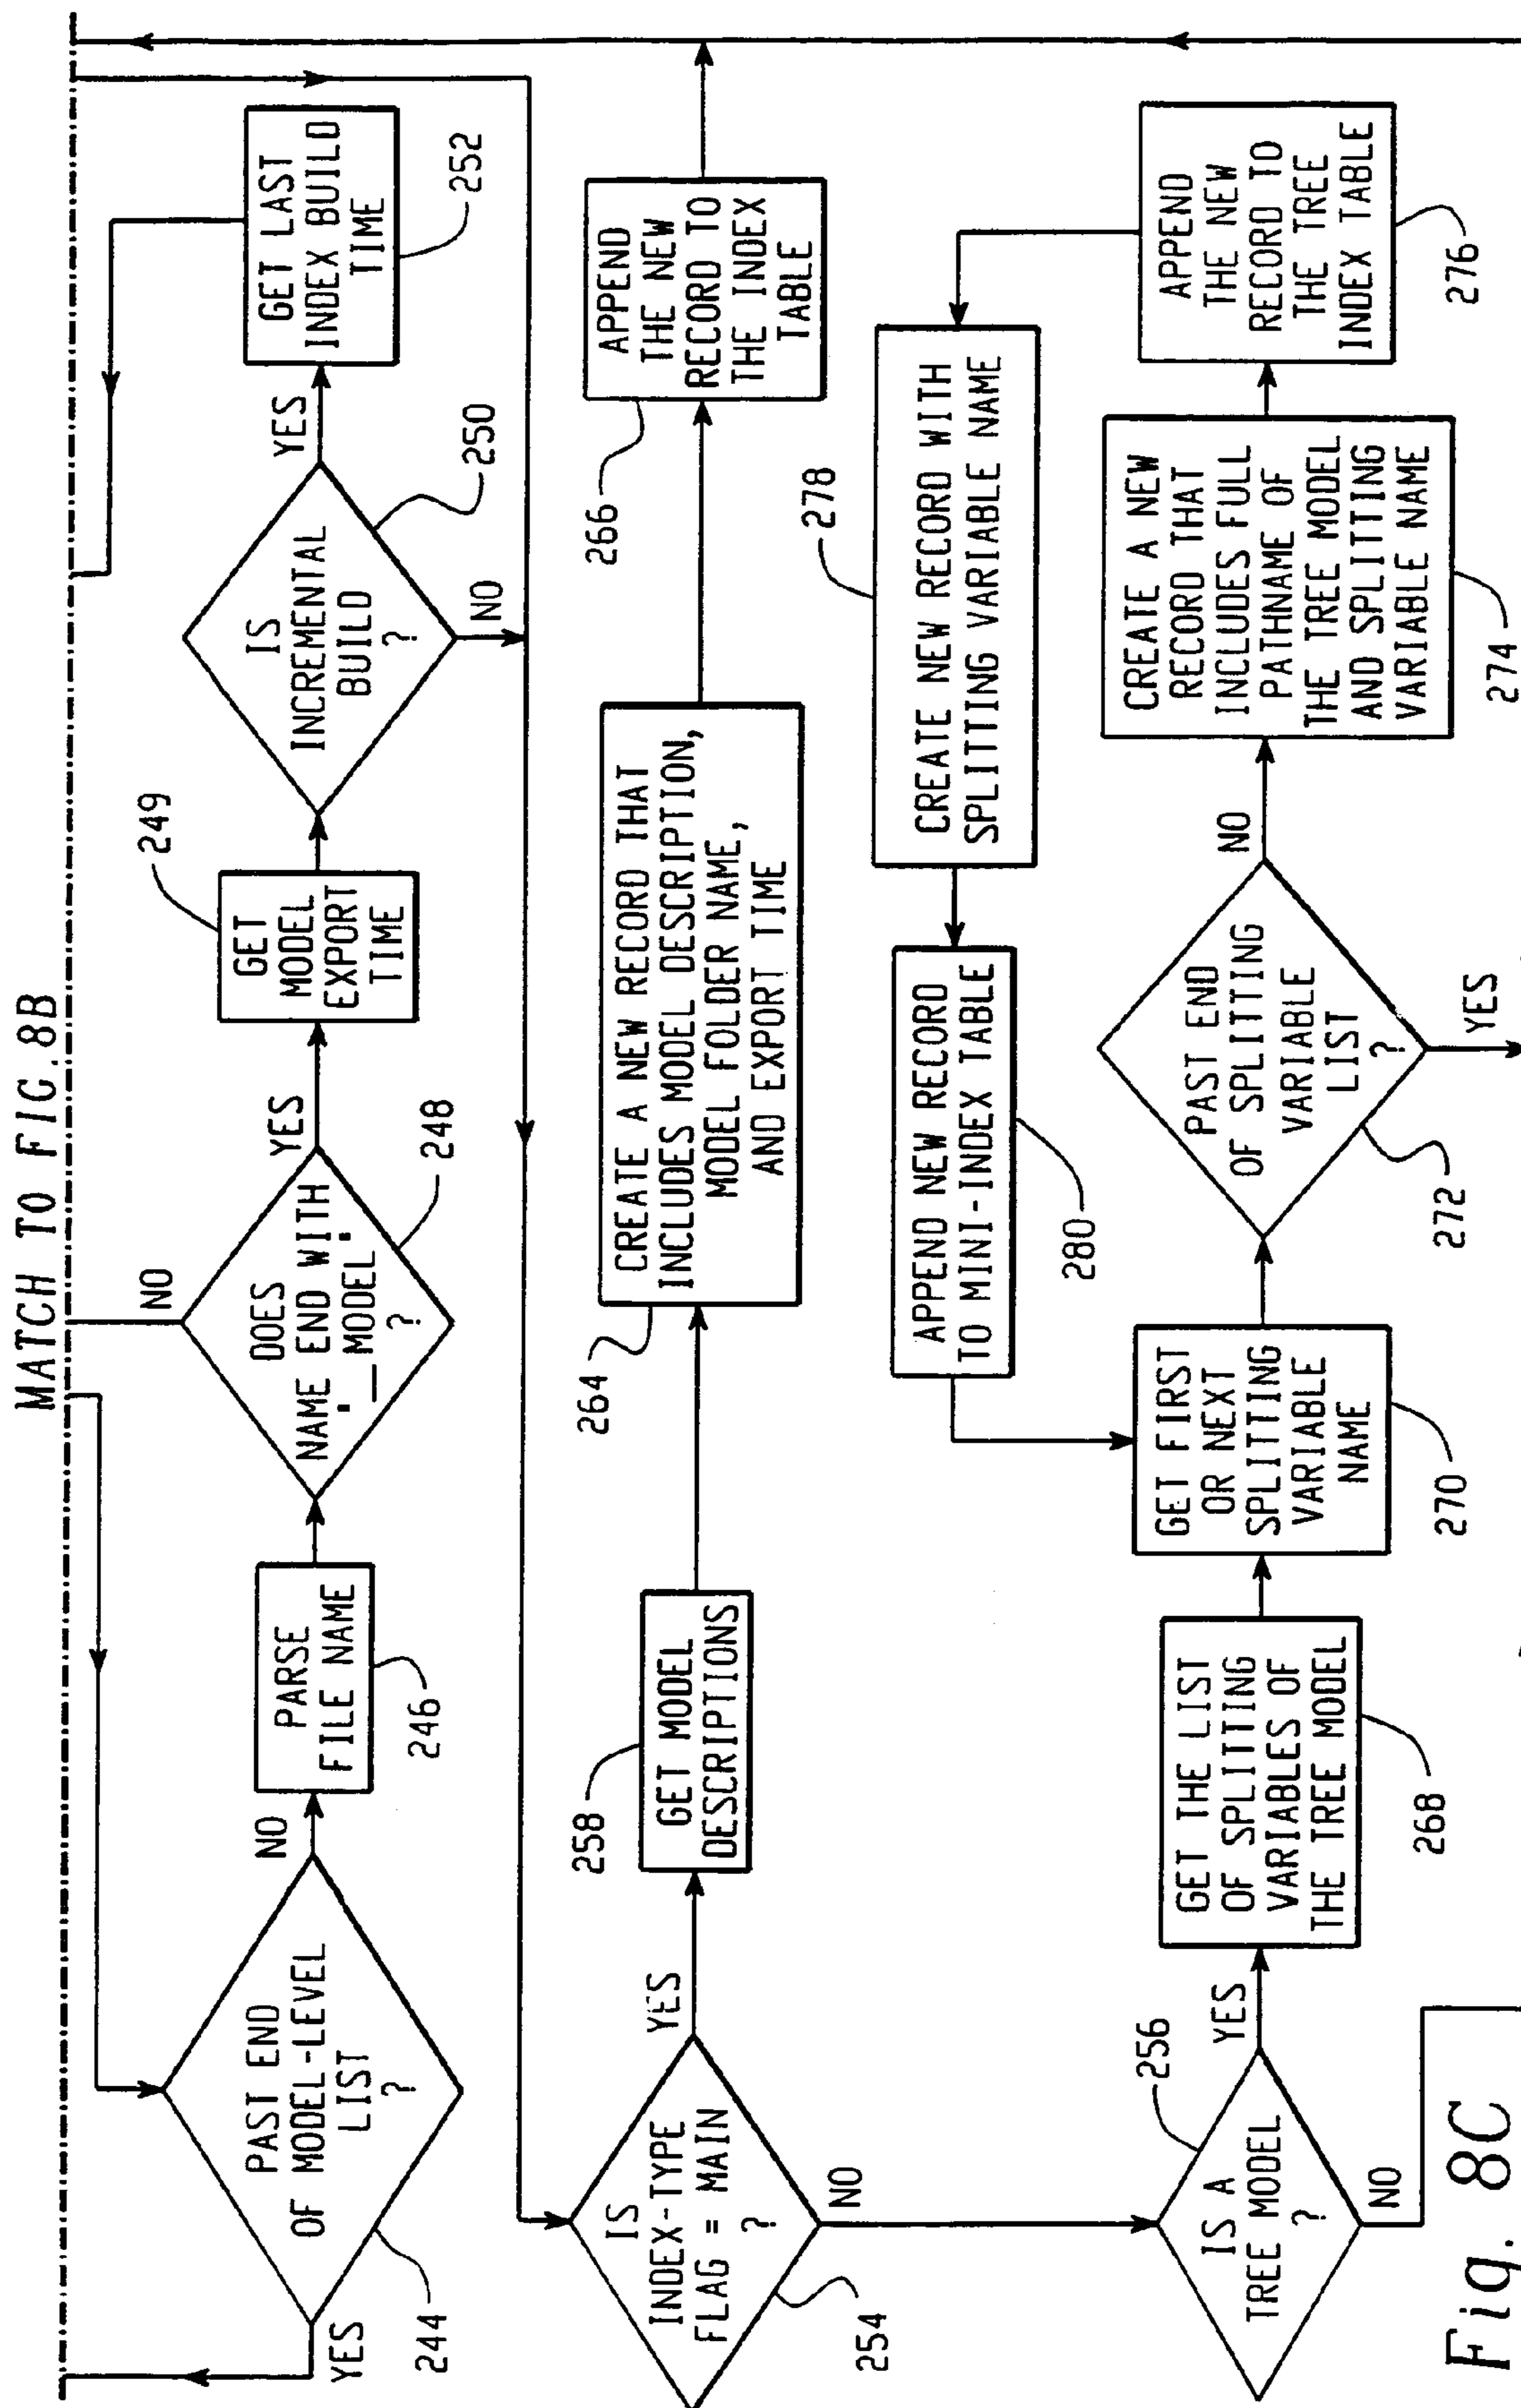 MATCH TO FIG.8B
PAST END
OF MODEL-LEVEL
LIST
?
YES
244
NO
PARSE
FILE NAME
246
DOES
NAME END WITH
"_MODEL"
?
248
NO
YES
GET
MODEL
EXPORT
TIME
249
IS
INCREMENTAL
BUILD
?
250
YES
NO
GET LAST
INDEX BUILD
TIME
252
IS
INDEX-TYPE
FLAG = MAIN
?
254
YES
NO
GET MODEL
DESCRIPTIONS
258
CREATE A NEW RECORD THAT
INCLUDES MODEL DESCRIPTION,
MODEL FOLDER NAME,
AND EXPORT TIME
264
APPEND
THE NEW
RECORD TO
THE INDEX
TABLE
266
CREATE NEW RECORD WITH
SPLITTING VARIABLE NAME
278
APPEND NEW RECORD
TO MINI-INDEX TABLE
280
IS A
TREE MODEL
?
256
YES
NO
GET THE LIST
OF SPLITTING
VARIABLES OF
THE TREE MODEL
268
GET FIRST
OR NEXT
SPLITTING
VARIABLE
NAME
270
PAST END
OF SPLITTING
VARIABLE
LIST
?
272
NO
YES
CREATE A NEW
RECORD THAT
INCLUDES FULL
PATHNAME OF
THE TREE MODEL
AND SPLITTING
VARIABLE NAME
274
APPEND
THE NEW
RECORD TO
THE TREE
INDEX TABLE
276
Fig. 8C